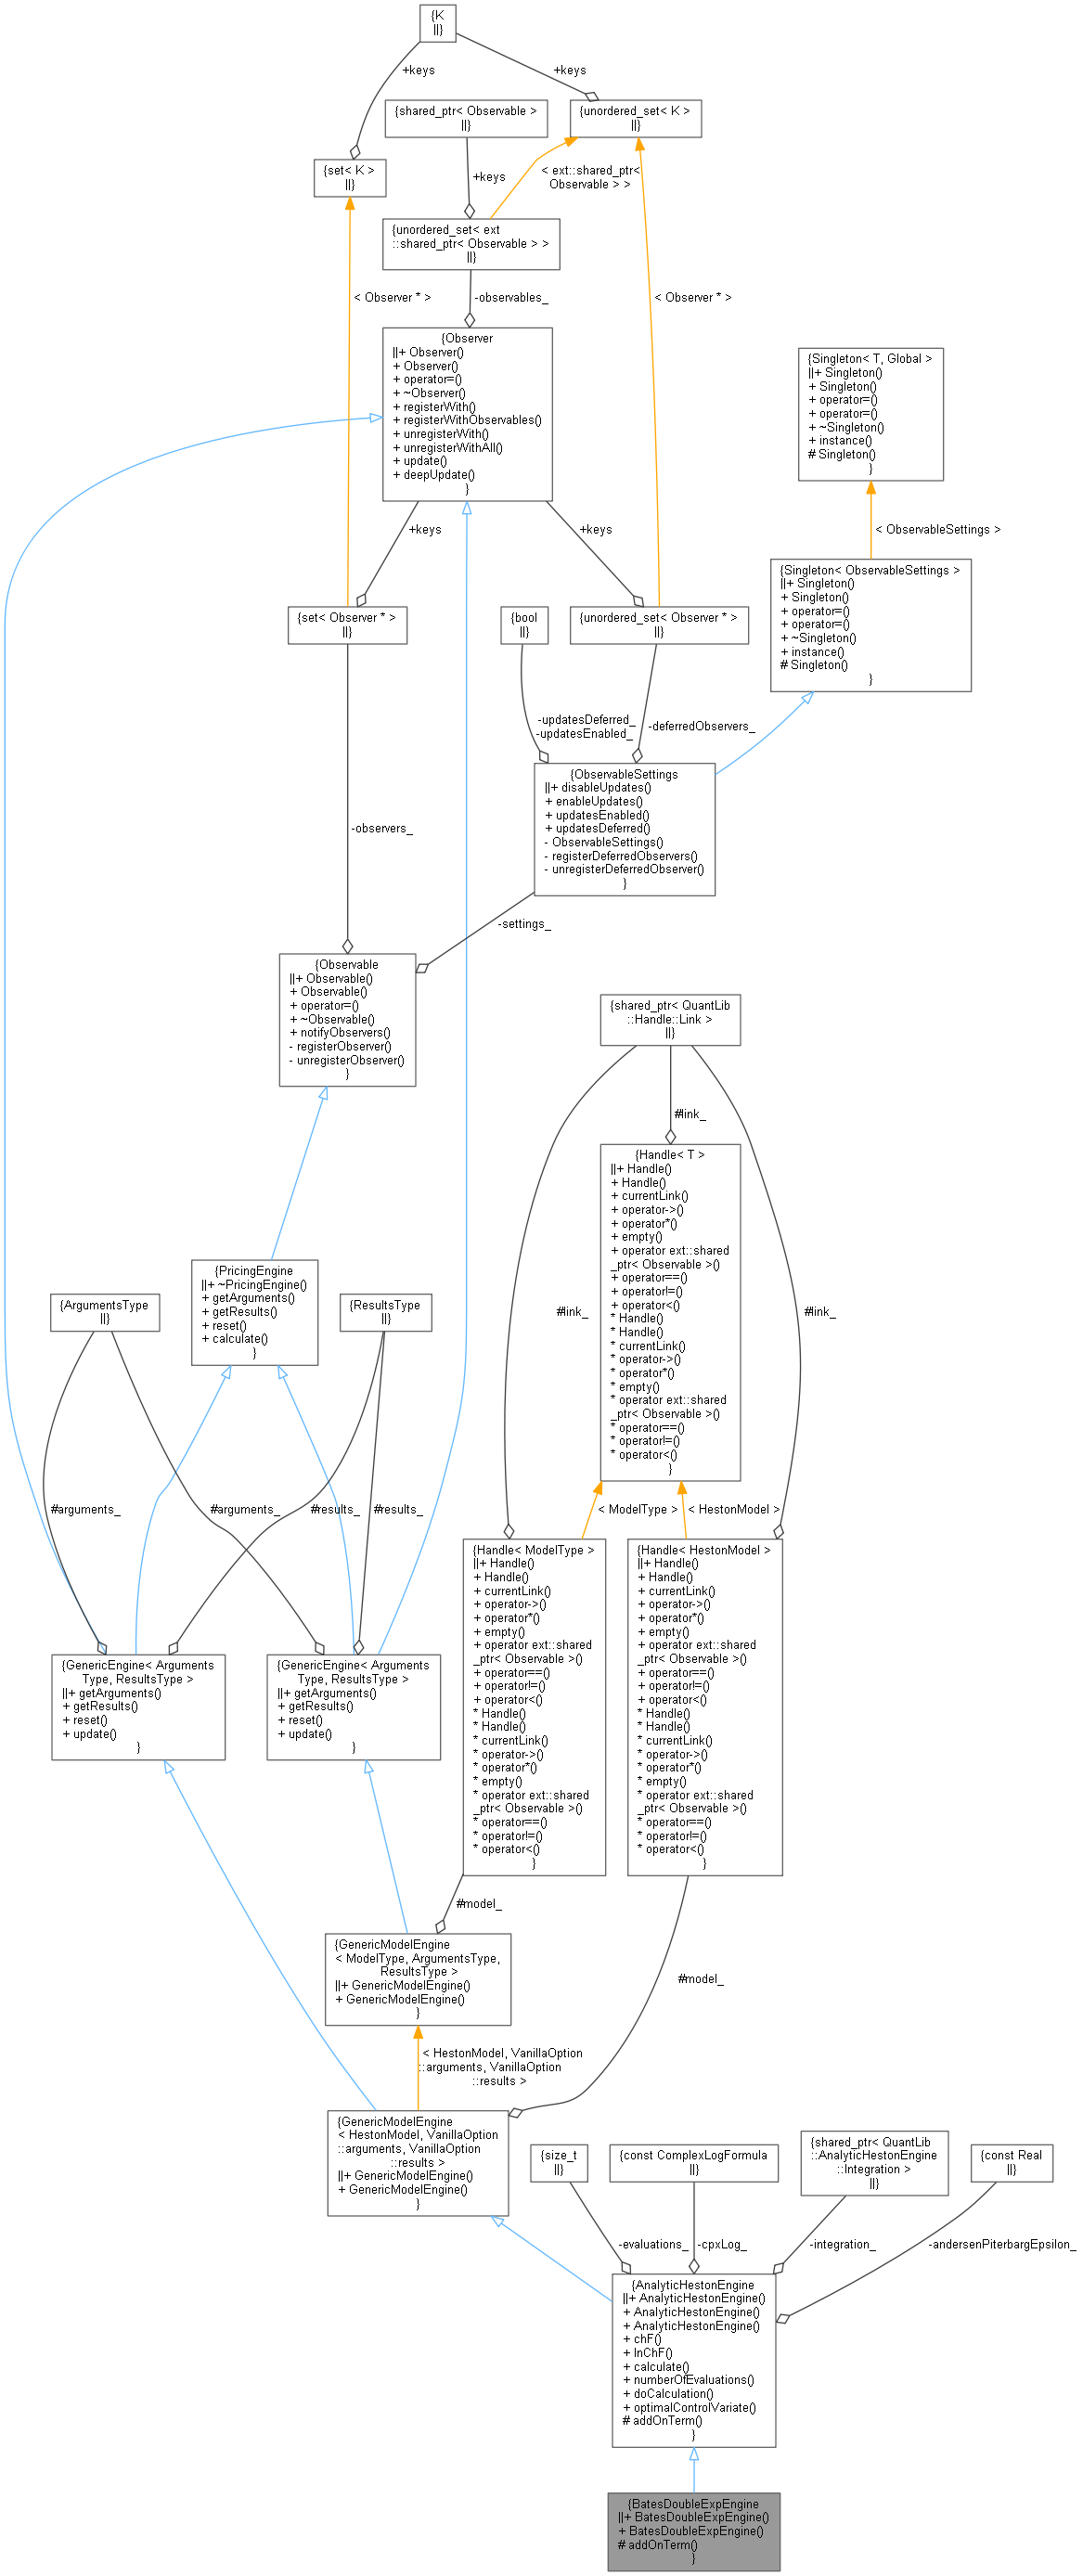 {K
||}
+keys
+keys
{shared_ptr< Observable >
||}
{unordered_set< K >
||}
{set< K >
||}
+keys
< ext::shared_ptr<
Observable > >
{unordered_set< ext
::shared_ptr< Observable > >
||}
< Observer * >
-observables_
< Observer * >
{Observer
||+ Observer()
+ Observer()
+ operator=()
+ ~Observer()
+ registerWith()
+ registerWithObservables()
+ unregisterWith()
+ unregisterWithAll()
+ update()
+ deepUpdate()
}
{Singleton< T, Global >
||+ Singleton()
+ Singleton()
+ operator=()
+ operator=()
+ ~Singleton()
+ instance()
# Singleton()
}
+keys
+keys
< ObservableSettings >
{Singleton< ObservableSettings >
||+ Singleton()
+ Singleton()
+ operator=()
+ operator=()
+ ~Singleton()
+ instance()
# Singleton()
}
{set< Observer * >
||}
{bool
||}
{unordered_set< Observer * >
||}
-updatesDeferred_
-updatesEnabled_
-deferredObservers_
{ObservableSettings
||+ disableUpdates()
+ enableUpdates()
+ updatesEnabled()
+ updatesDeferred()
- ObservableSettings()
- registerDeferredObservers()
- unregisterDeferredObserver()
}
-observers_
-settings_
{Observable
||+ Observable()
+ Observable()
+ operator=()
+ ~Observable()
+ notifyObservers()
- registerObserver()
- unregisterObserver()
}
{shared_ptr< QuantLib
::Handle::Link >
||}
#link_
{Handle< T >
||+ Handle()
+ Handle()
+ currentLink()
+ operator->()
+ operator*()
+ empty()
+ operator ext::shared
_ptr< Observable >()
+ operator==()
+ operator!=()
+ operator<()
* Handle()
* Handle()
* currentLink()
* operator->()
* operator*()
* empty()
* operator ext::shared
_ptr< Observable >()
* operator==()
* operator!=()
* operator<()
}
{PricingEngine
||+ ~PricingEngine()
+ getArguments()
+ getResults()
+ reset()
+ calculate()
}
{ArgumentsType
||}
{ResultsType
||}
#link_
#link_
#arguments_
#arguments_
#results_
#results_
< ModelType >
< HestonModel >
{Handle< ModelType >
||+ Handle()
+ Handle()
+ currentLink()
+ operator->()
+ operator*()
+ empty()
+ operator ext::shared
_ptr< Observable >()
+ operator==()
+ operator!=()
+ operator<()
* Handle()
* Handle()
* currentLink()
* operator->()
* operator*()
* empty()
* operator ext::shared
_ptr< Observable >()
* operator==()
* operator!=()
* operator<()
}
{Handle< HestonModel >
||+ Handle()
+ Handle()
+ currentLink()
+ operator->()
+ operator*()
+ empty()
+ operator ext::shared
_ptr< Observable >()
+ operator==()
+ operator!=()
+ operator<()
* Handle()
* Handle()
* currentLink()
* operator->()
* operator*()
* empty()
* operator ext::shared
_ptr< Observable >()
* operator==()
* operator!=()
* operator<()
}
{GenericEngine< Arguments
Type, ResultsType >
||+ getArguments()
+ getResults()
+ reset()
+ update()
}
{GenericEngine< Arguments
Type, ResultsType >
||+ getArguments()
+ getResults()
+ reset()
+ update()
}
#model_
{GenericModelEngine
< ModelType, ArgumentsType,
ResultsType >
||+ GenericModelEngine()
+ GenericModelEngine()
}
#model_
< HestonModel, VanillaOption
::arguments, VanillaOption
::results >
{GenericModelEngine
< HestonModel, VanillaOption
::arguments, VanillaOption
::results >
||+ GenericModelEngine()
+ GenericModelEngine()
}
{size_t
||}
{const ComplexLogFormula
||}
{shared_ptr< QuantLib
::AnalyticHestonEngine
::Integration >
||}
{const Real
||}
-evaluations_
-cpxLog_
-integration_
-andersenPiterbargEpsilon_
{AnalyticHestonEngine
||+ AnalyticHestonEngine()
+ AnalyticHestonEngine()
+ AnalyticHestonEngine()
+ chF()
+ lnChF()
+ calculate()
+ numberOfEvaluations()
+ doCalculation()
+ optimalControlVariate()
# addOnTerm()
}
{BatesDoubleExpEngine
||+ BatesDoubleExpEngine()
+ BatesDoubleExpEngine()
# addOnTerm()
}